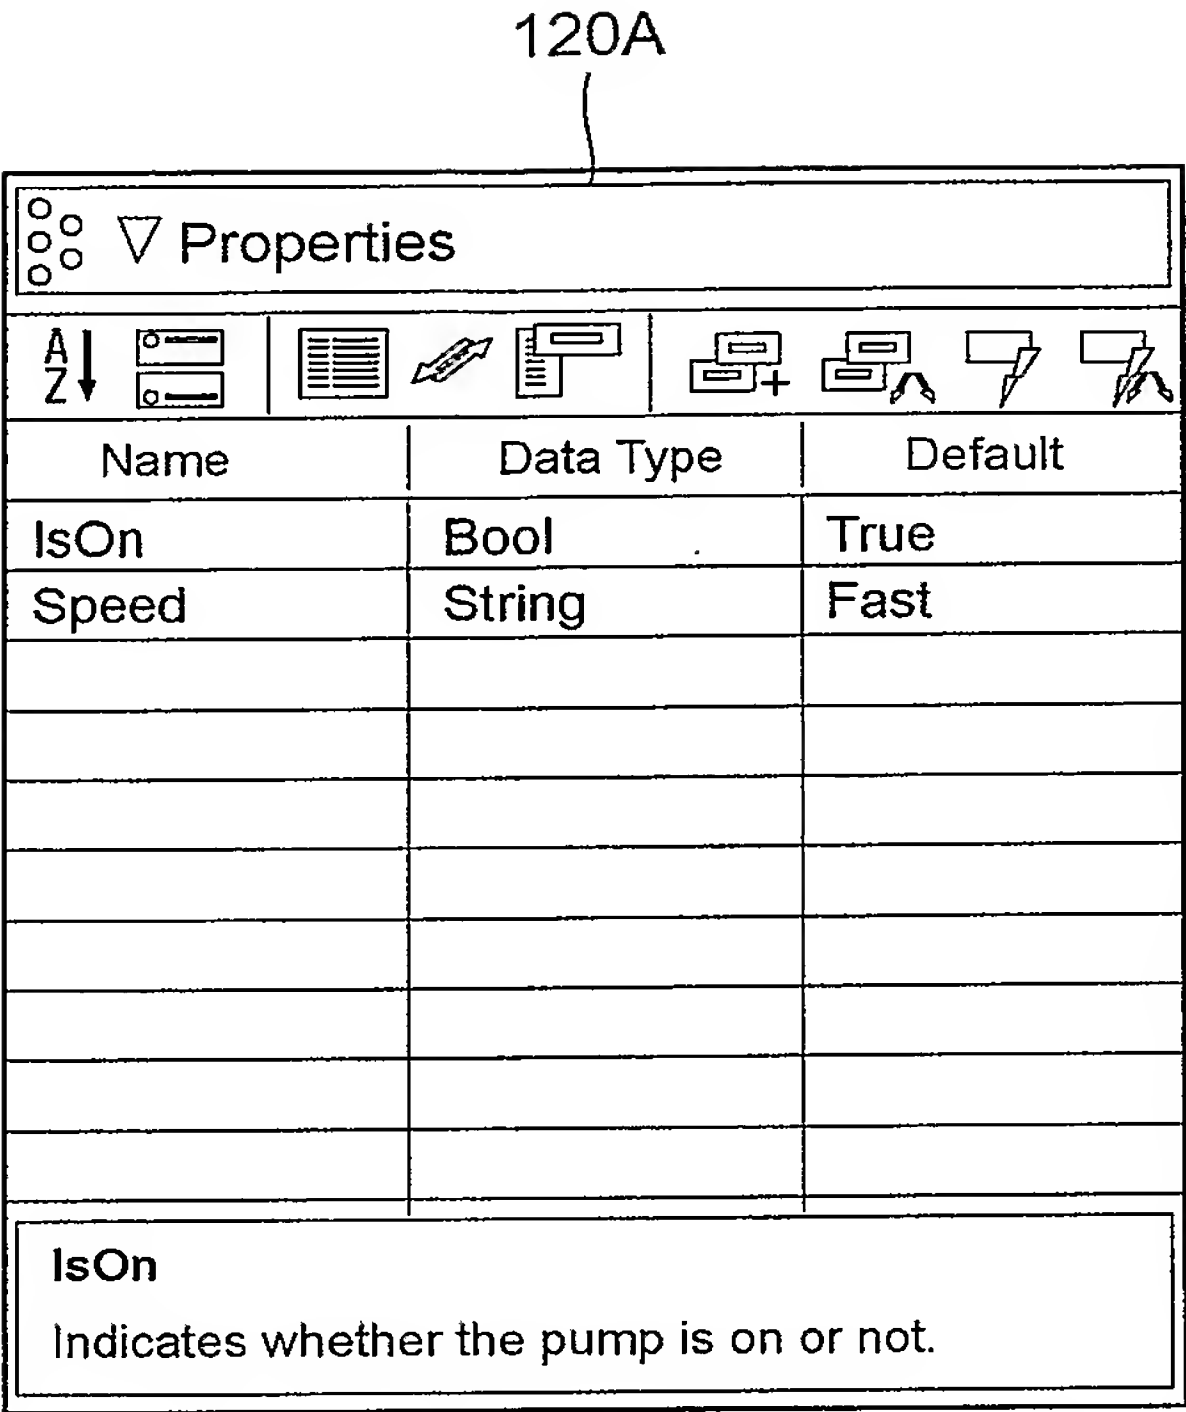 120A
Properties
A
Z
Name Data Type Default
IsOn Bool True
Speed String Fast
IsOn
Indicates whether the pump is on or not.